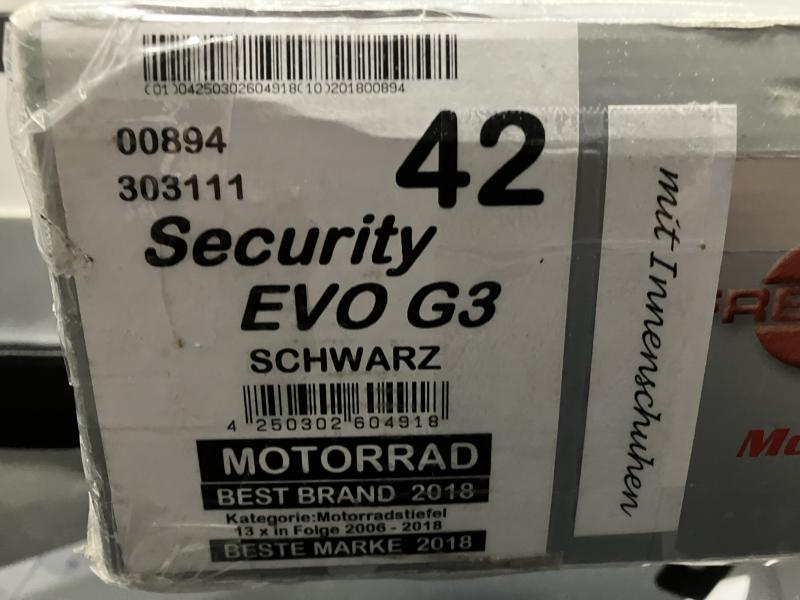 (01)04250302604918(10)201800894
00894
42
303111
Security
EVO G3
SCHWARZ
4 250302 604918
MOTORRAD
BEST BRAND 2018
Kategorie:Motorradstiefel
13 x in Folge 2006 - 2018
BESTE MARKE 2018
mit Innenschuhen